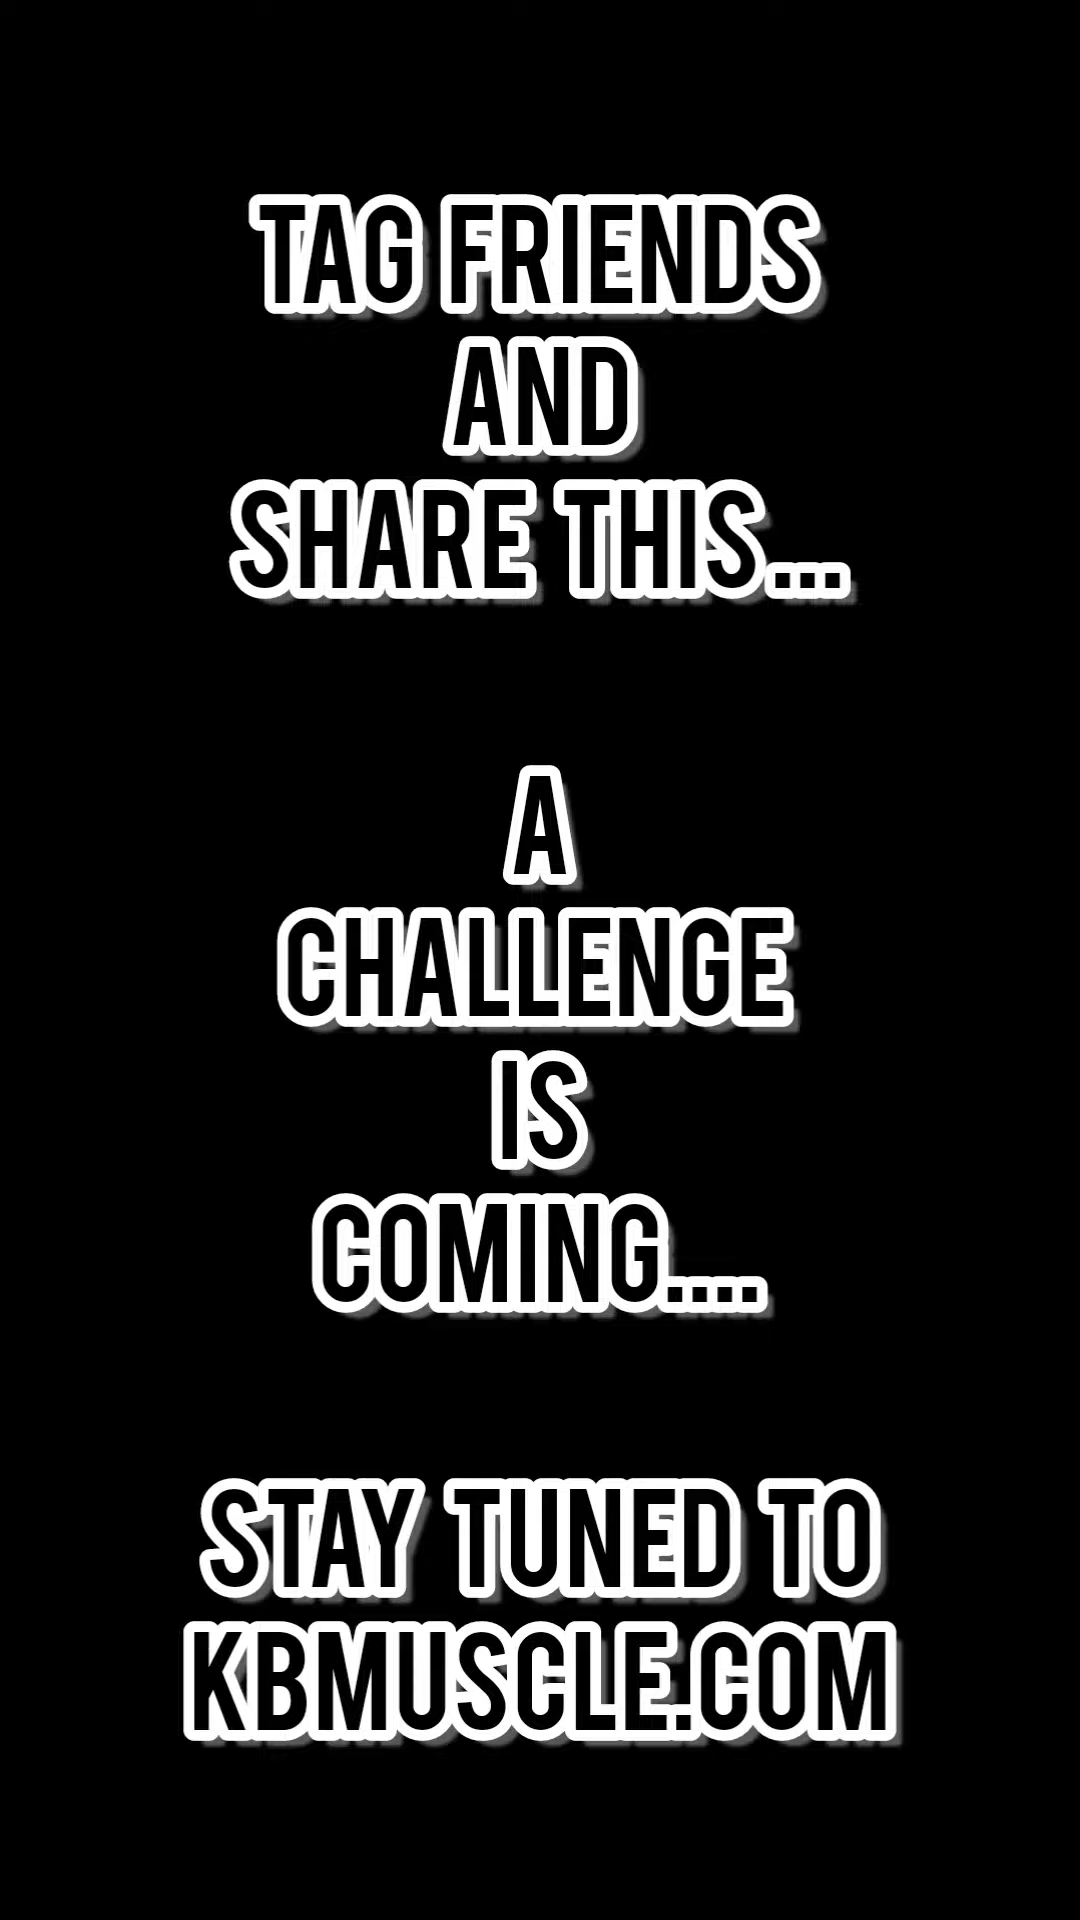 TAG FRIENDS
AND
SHARE THIS...
A
CHALLENGE
IS
COMING....
STAY TUNED TO
KBMUSCLE.COM